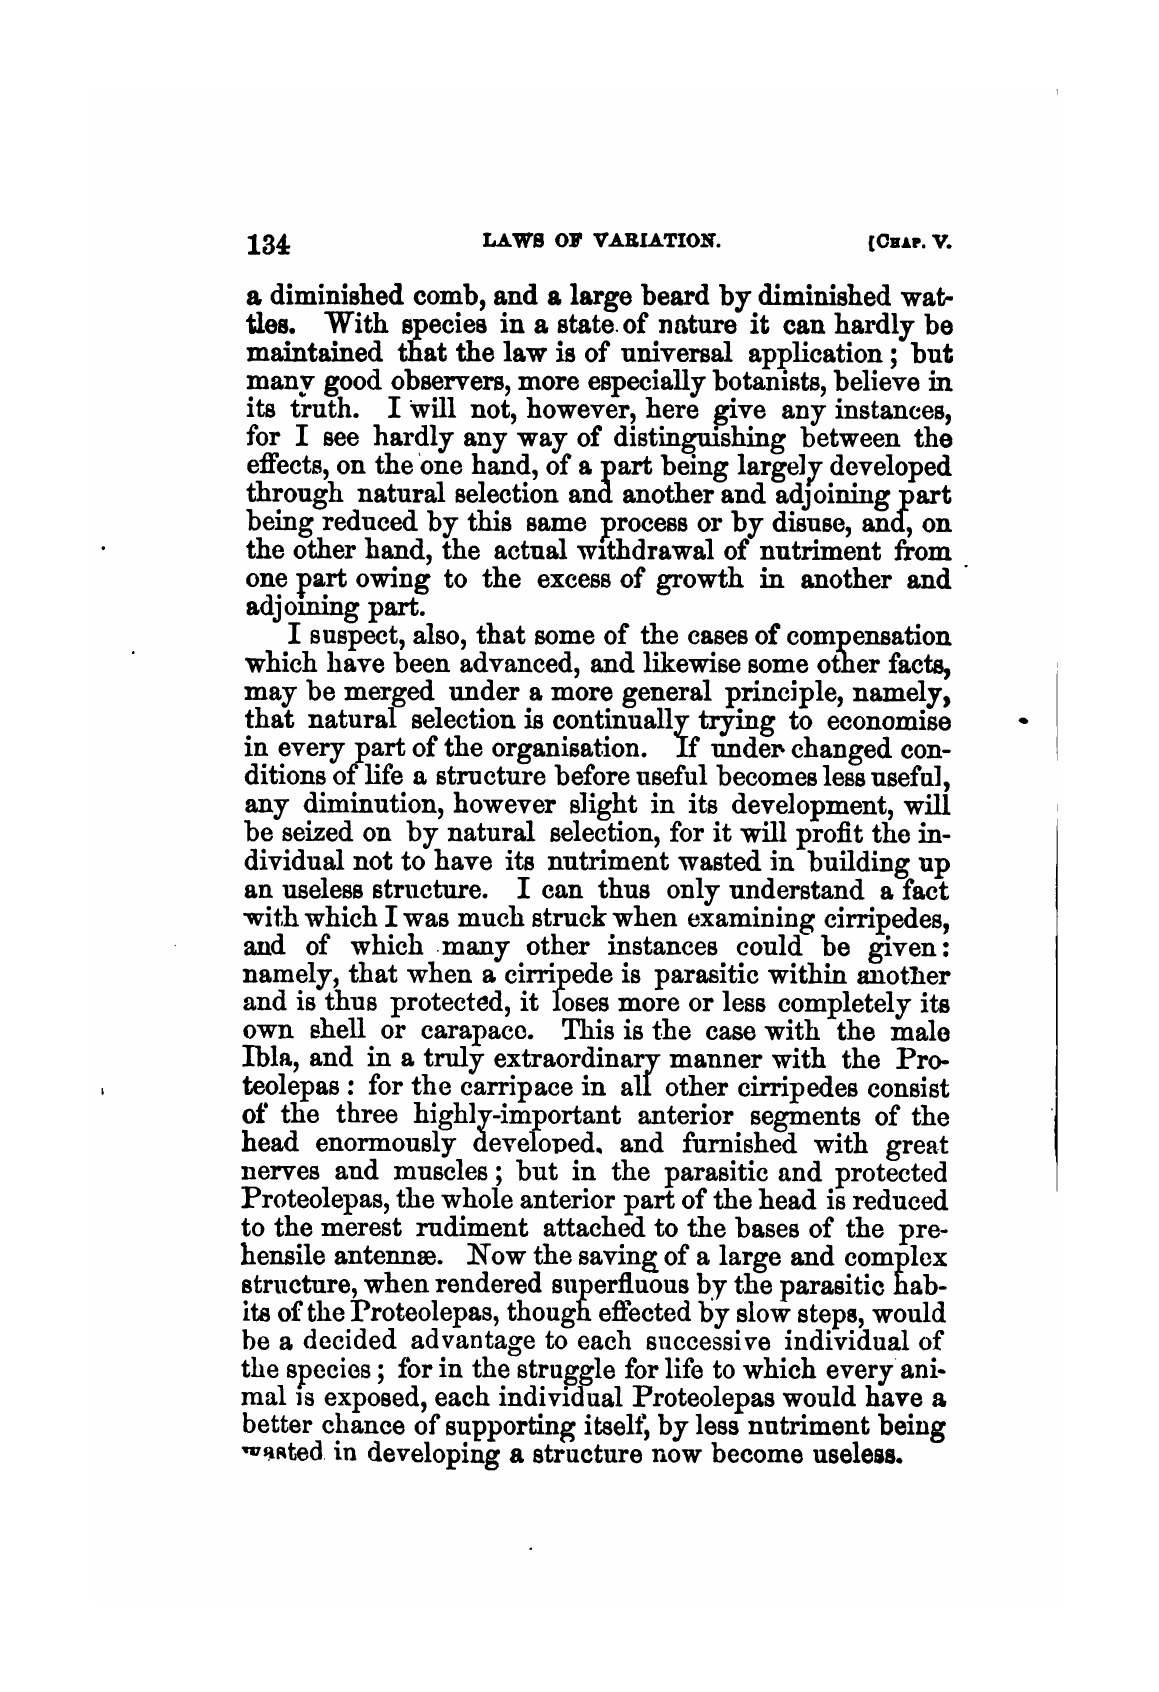 134 LAWS OF VARIATION. [CHAP. V.
a diminished comb, and a large beard by diminished wat-
tles. With species in a state of nature it can hardly be
maintained that the law is of universal application; but
many good observers, more especially botanists, believe in
its truth. I will not, however, here give any instances,
for I see hardly any way of distinguishing between the
effects, on the one hand, of a part being largely developed
through natural selection and another and adjoining part
being reduced by this same process or by disuse, and, on
the other hand, the actual withdrawal of nutriment from
one part owing to the excess of growth in another and
adjoining part.
I suspect, also, that some of the cases of compensation
which have been advanced, and likewise some other facts,
may be merged under a more general principle, namely,
that natural selection is continually trying to economise
in every part of the organisation. If under changed con-
ditions of life a structure before useful becomes less useful,
any diminution, however slight in its development, will
be seized on by natural selection, for it will profit the in-
dividual not to have its nutriment wasted in building up
an useless structure. I can thus only understand a fact
with which I was much struck when examining cirripedes,
and of which many other instances could be given:
namely, that when a cirripede is parasitic within another
and is thus protected, it loses more or less completely its
own shell or carapace. This is the case with the male
Ibla, and in a truly extraordinary manner with the Pro-
teolepas: for the carripace in all other cirripedes consist
of the three highly-important anterior segments of the
head enormously developed, and furnished with great
nerves and muscles; but in the parasitic and protected
Proteolepas, the whole anterior part of the head is reduced
to the merest rudiment attached to the bases of the pre-
hensile antennæ. Now the saving of a large and complex
structure, when rendered superfluous by the parasitic hab-
its of the Proteolepas, though effected by slow steps, would
be a decided advantage to each successive individual of
the species; for in the struggle for life to which every ani-
mal is exposed, each individual Proteolepas would have a
better chance of supporting itself, by less nutriment being
wasted in developing a structure now become useless.